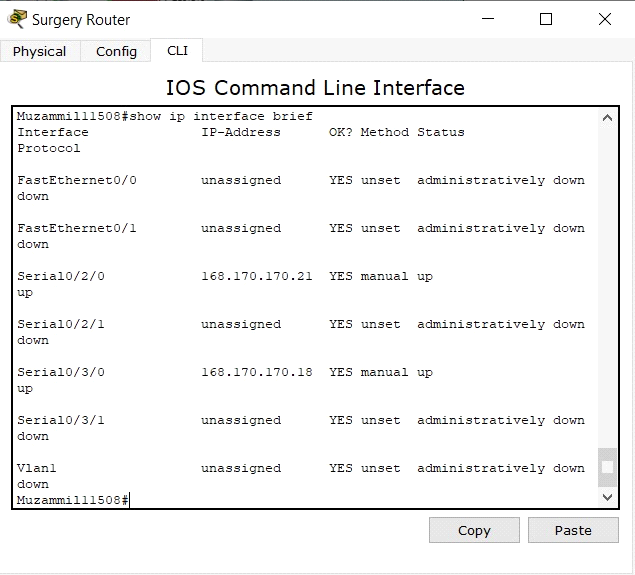 Surgery Router
Physical Config CLI
IOS Command Line Interface
Muzammil11508#show ip interface brief
Interface IP-Address OK? Method Status
Protocol
FastEthernet0/0 unassigned YES unset administratively down
down
FastEthernet0/1 unassigned YES unset administratively down
down
Serial0/2/0 168.170.170.21 YES manual up
up
Serial0/2/1 unassigned YES unset administratively down
down
Serial0/3/0 168.170.170.18 YES manual up
up
Serial0/3/1 unassigned YES unset administratively down
down
Vlan1 unassigned YES unset administratively down
down
Muzammil11508#
Copy Paste